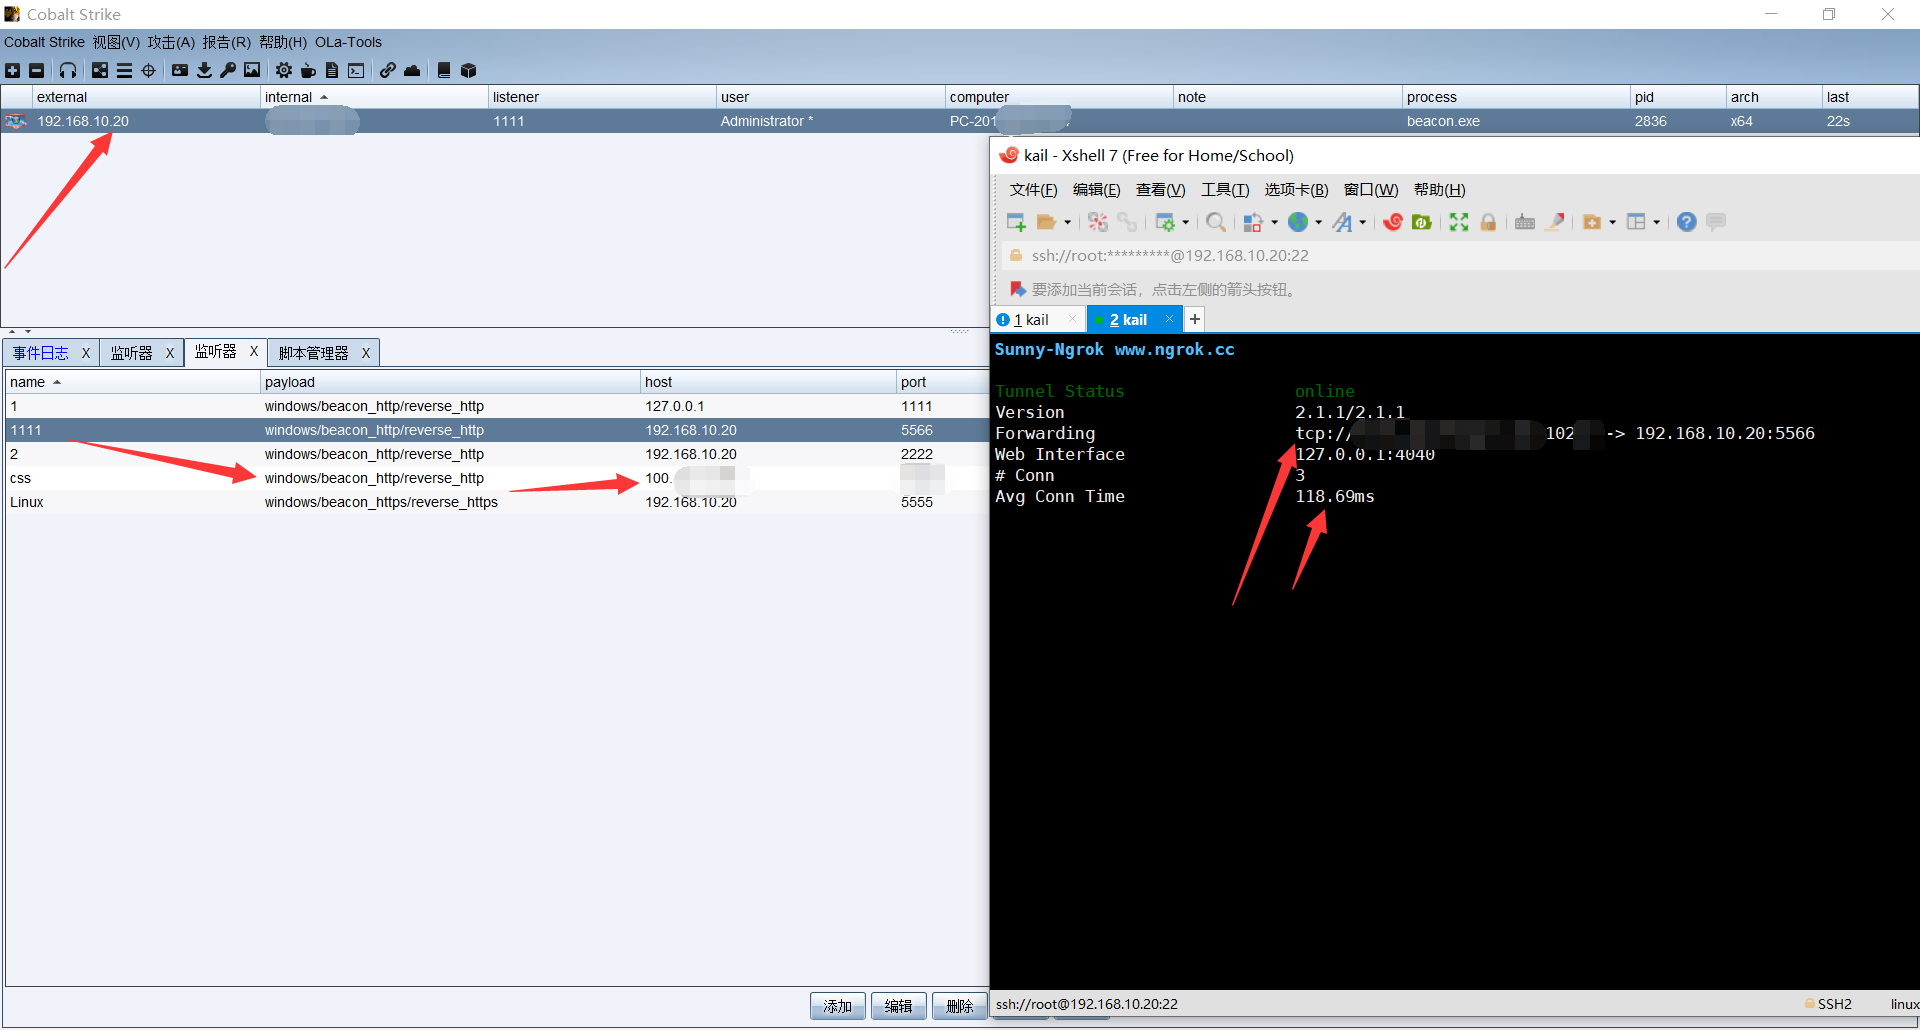 Cobalt Strike
Cobalt Strike 视图(V) 攻击(A) 报告(R) 帮助(H) OLa-Tools
external internal listener user computer note process pid arch last
192.168.10.20 1111 Administrator * PC-201 beacon.exe 2836 x64 22s
kail - Xshell 7 (Free for Home/School)
文件(F) 编辑(E) 查看(V) 工具(T) 选项卡(B) 窗口(W) 帮助(H)
ssh://root:*********@192.168.10.20:22
要添加当前会话，点击左侧的箭头按钮。
1 kail × 2 kail × +
事件日志 X 监听器 X 监听器 X 脚本管理器 X
name payload host port
1 windows/beacon_http/reverse_http 127.0.0.1 1111
1111 windows/beacon_http/reverse_http 192.168.10.20 5566
2 windows/beacon_http/reverse_http 192.168.10.20 2222
css windows/beacon_http/reverse_http 100.
Linux windows/beacon_https/reverse_https 192.168.10.20 5555
Sunny-Ngrok www.ngrok.cc
Tunnel Status online
Version 2.1.1/2.1.1
Forwarding tcp:// 102 -> 192.168.10.20:5566
Web Interface 127.0.0.1:4040
# Conn 3
Avg Conn Time 118.69ms
添加 编辑 删除
ssh://root@192.168.10.20:22 SSH2 linux